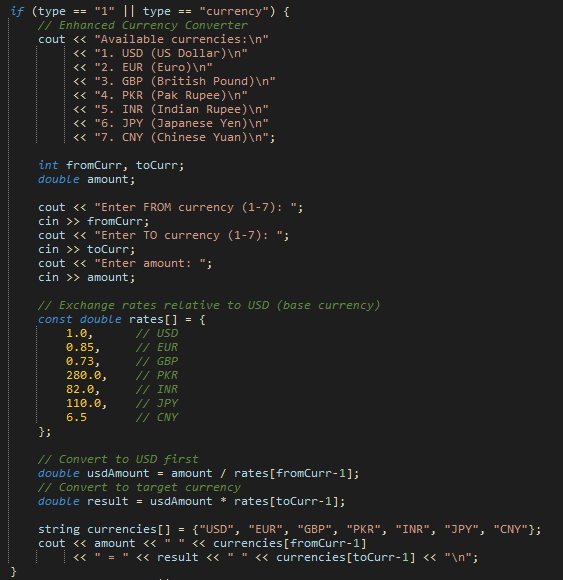 if (type == "1" || type == "currency") {
    // Enhanced Currency Converter
    cout << "Available currencies:\n"
         << "1. USD (US Dollar)\n"
         << "2. EUR (Euro)\n"
         << "3. GBP (British Pound)\n"
         << "4. PKR (Pak Rupee)\n"
         << "5. INR (Indian Rupee)\n"
         << "6. JPY (Japanese Yen)\n"
         << "7. CNY (Chinese Yuan)\n";

    int fromCurr, toCurr;
    double amount;

    cout << "Enter FROM currency (1-7): ";
    cin >> fromCurr;
    cout << "Enter TO currency (1-7): ";
    cin >> toCurr;
    cout << "Enter amount: ";
    cin >> amount;

    // Exchange rates relative to USD (base currency)
    const double rates[] = {
        1.0,      // USD
        0.85,     // EUR
        0.73,     // GBP
        280.0,    // PKR
        82.0,     // INR
        110.0,    // JPY
        6.5       // CNY
    };

    // Convert to USD first
    double usdAmount = amount / rates[fromCurr-1];
    // Convert to target currency
    double result = usdAmount * rates[toCurr-1];

    string currencies[] = {"USD", "EUR", "GBP", "PKR", "INR", "JPY", "CNY"};
    cout << amount << " " << currencies[fromCurr-1]
         << " = " << result << " " << currencies[toCurr-1] << "\n";
}